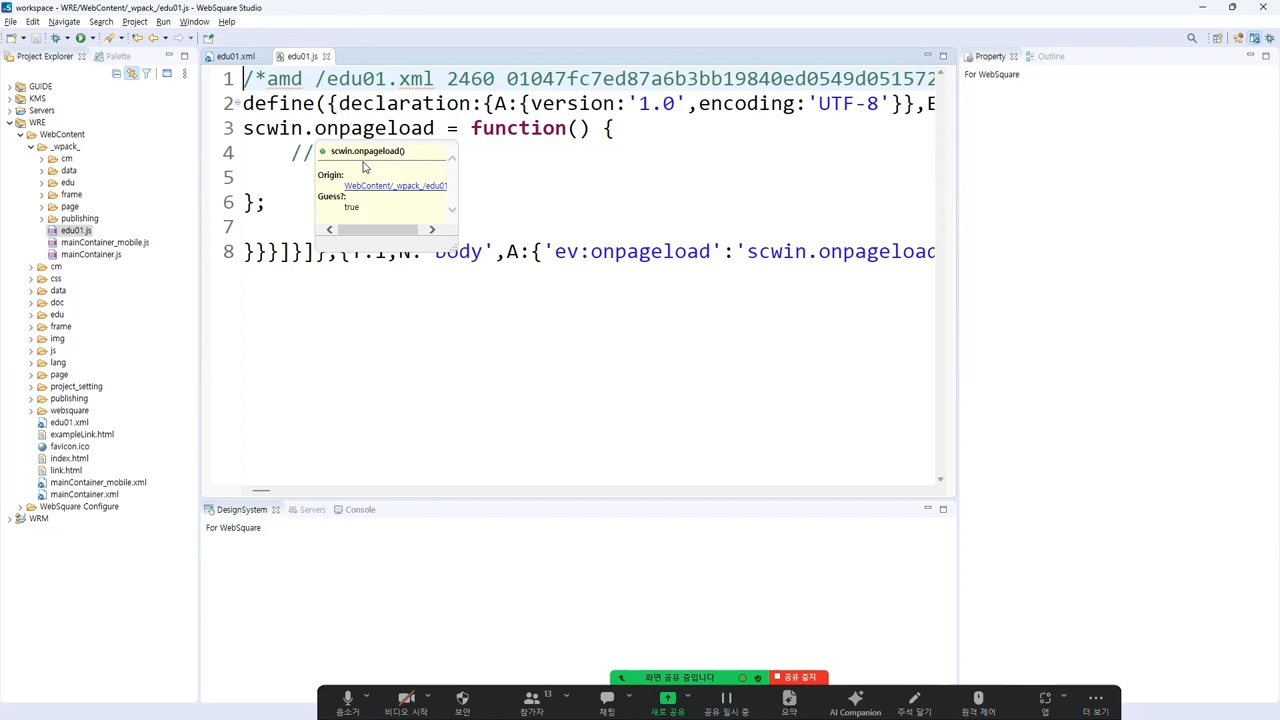 workspace - WRE/WebContent/_wpack_/edu01.js - WebSquare Studio
File Edit Navigate Search Project Run Window Help
Project Explorer Palette
GUIDE
KMS
Servers
WRE
WebContent
_wpack_
cm
data
edu
frame
page
publishing
edu01.js
mainContainer_mobile.js
mainContainer.js
cm
css
data
doc
edu
frame
img
js
lang
page
project_setting
publishing
websquare
edu01.xml
exampleLink.html
favicon.ico
index.html
link.html
mainContainer_mobile.xml
mainContainer.xml
WebSquare Configure
WRM
edu01.xml edu01.js
1 /*amd /edu01.xml 2460 01047fc7ed87a6b3bb19840ed0549d051572
2 define({declaration:{A:{version:'1.0',encoding:'UTF-8'}},E
3 scwin.onpageload = function() {
4 //
5
6 };
7
8 }}}]}]},{T:1,N:'body',A:{'ev:onpageload':'scwin.onpageload
scwin.onpageload()
Origin:
WebContent/_wpack_/edu01
Guess?:
true
DesignSystem Servers Console
For WebSquare
Property Outline
For WebSquare
화면 공유 중입니다 공유 중지
음소거 비디오 시작 보안 참가자 13 채팅 새로 공유 공유 일시 중 요약 AI Companion 주석 달기 원격 제어 앱 더 보기